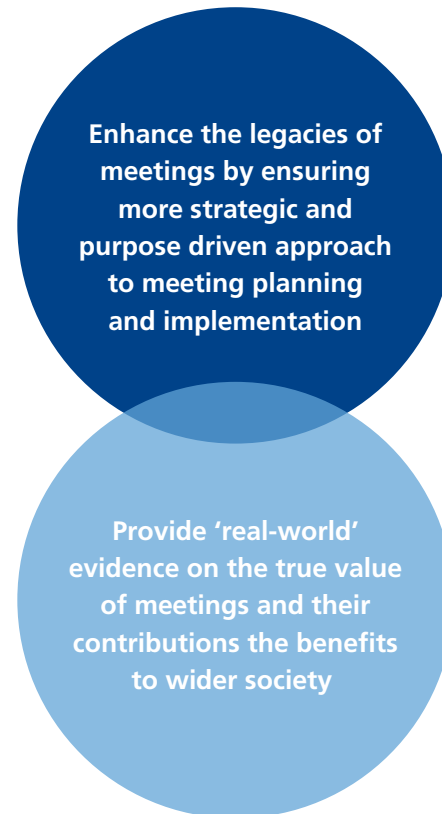 Enhance the legacies of
meetings by ensuring
more strategic and
purpose driven approach
to meeting planning
and implementation
Provide ‘real-world’
evidence on the true value
of meetings and their
contributions the benefits
to wider society